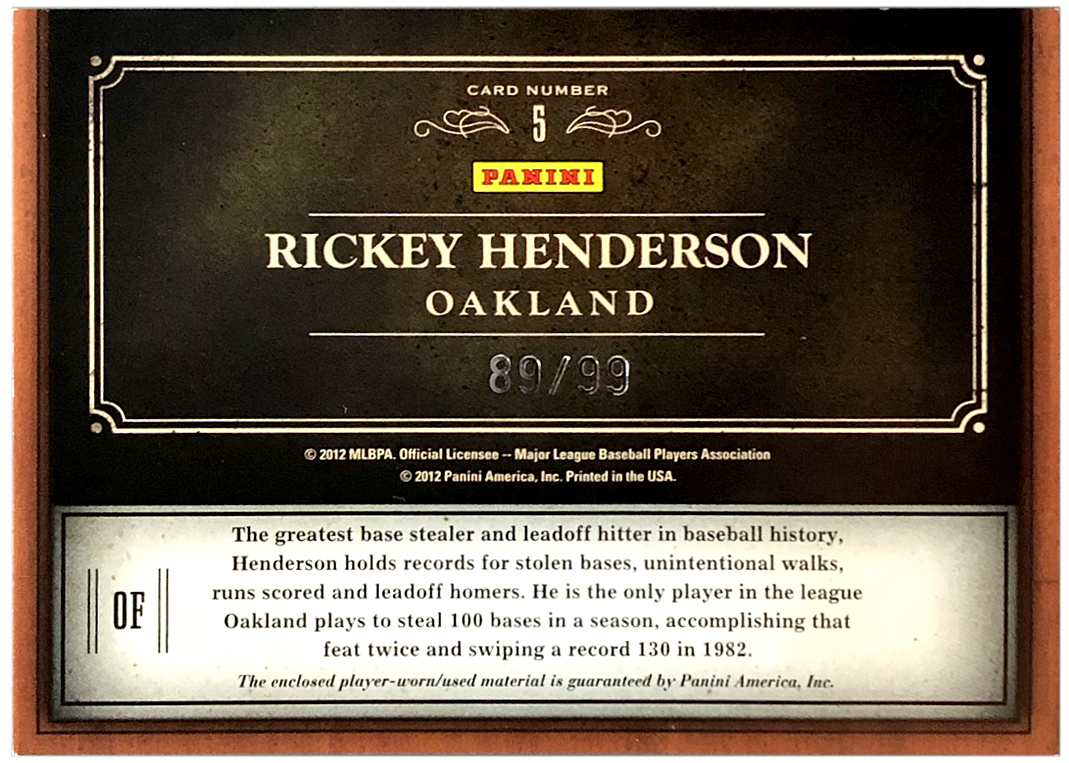 CARD NUMBER
5
PANINI
RICKEY HENDERSON
OAKLAND
89/99
© 2012 MLBPA. Official Licensee -- Major League Baseball Players Association
© 2012 Panini America, Inc. Printed in the USA.
The greatest base stealer and leadoff hitter in baseball history,
Henderson holds records for stolen bases, unintentional walks,
runs scored and leadoff homers. He is the only player in the league
Oakland plays to steal 100 bases in a season, accomplishing that
feat twice and swiping a record 130 in 1982.
OF
The enclosed player-worn/used material is guaranteed by Panini America, Inc.